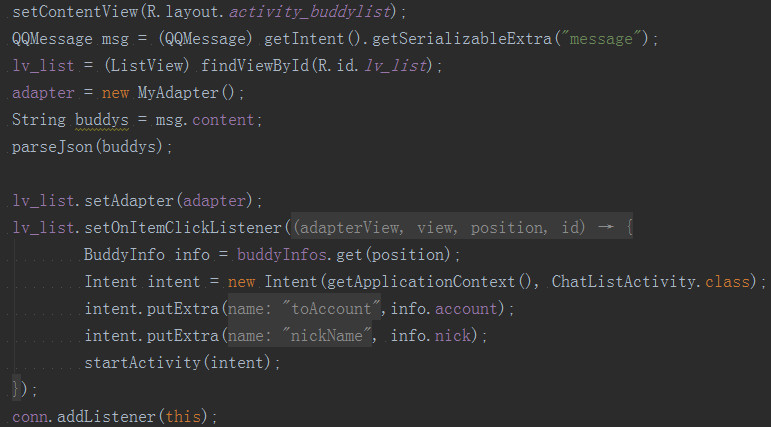 setContentView(R.layout.activity_buddylist);
QQMessage msg = (QQMessage) getIntent().getSerializableExtra("message");
lv_list = (ListView) findViewById(R.id.lv_list);
adapter = new MyAdapter();
String buddys = msg.content;
parseJson(buddys);
lv_list.setAdapter(adapter);
lv_list.setOnItemClickListener((adapterView, view, position, id) → {
BuddyInfo info = buddyInfos.get(position);
Intent intent = new Intent(getApplicationContext(), ChatListActivity.class);
intent.putExtra(name: "toAccount",info.account);
intent.putExtra(name: "nickName", info.nick);
startActivity(intent);
});
conn.addListener(this);